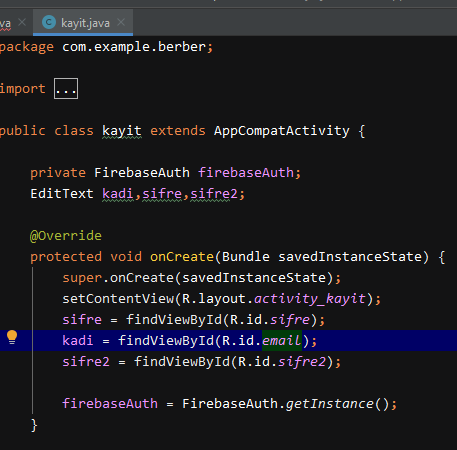 va
kayit.java
package com.example.berber;
import ...
public class kayit extends AppCompatActivity {
private FirebaseAuth firebaseAuth;
EditText kadi,sifre,sifre2;
@Override
protected void onCreate(Bundle savedInstanceState) {
super.onCreate(savedInstanceState);
setContentView(R.layout.activity_kayit);
sifre = findViewById(R.id.sifre);
kadi = findViewById(R.id.email);
sifre2 = findViewById(R.id.sifre2);
firebaseAuth = FirebaseAuth.getInstance();
}